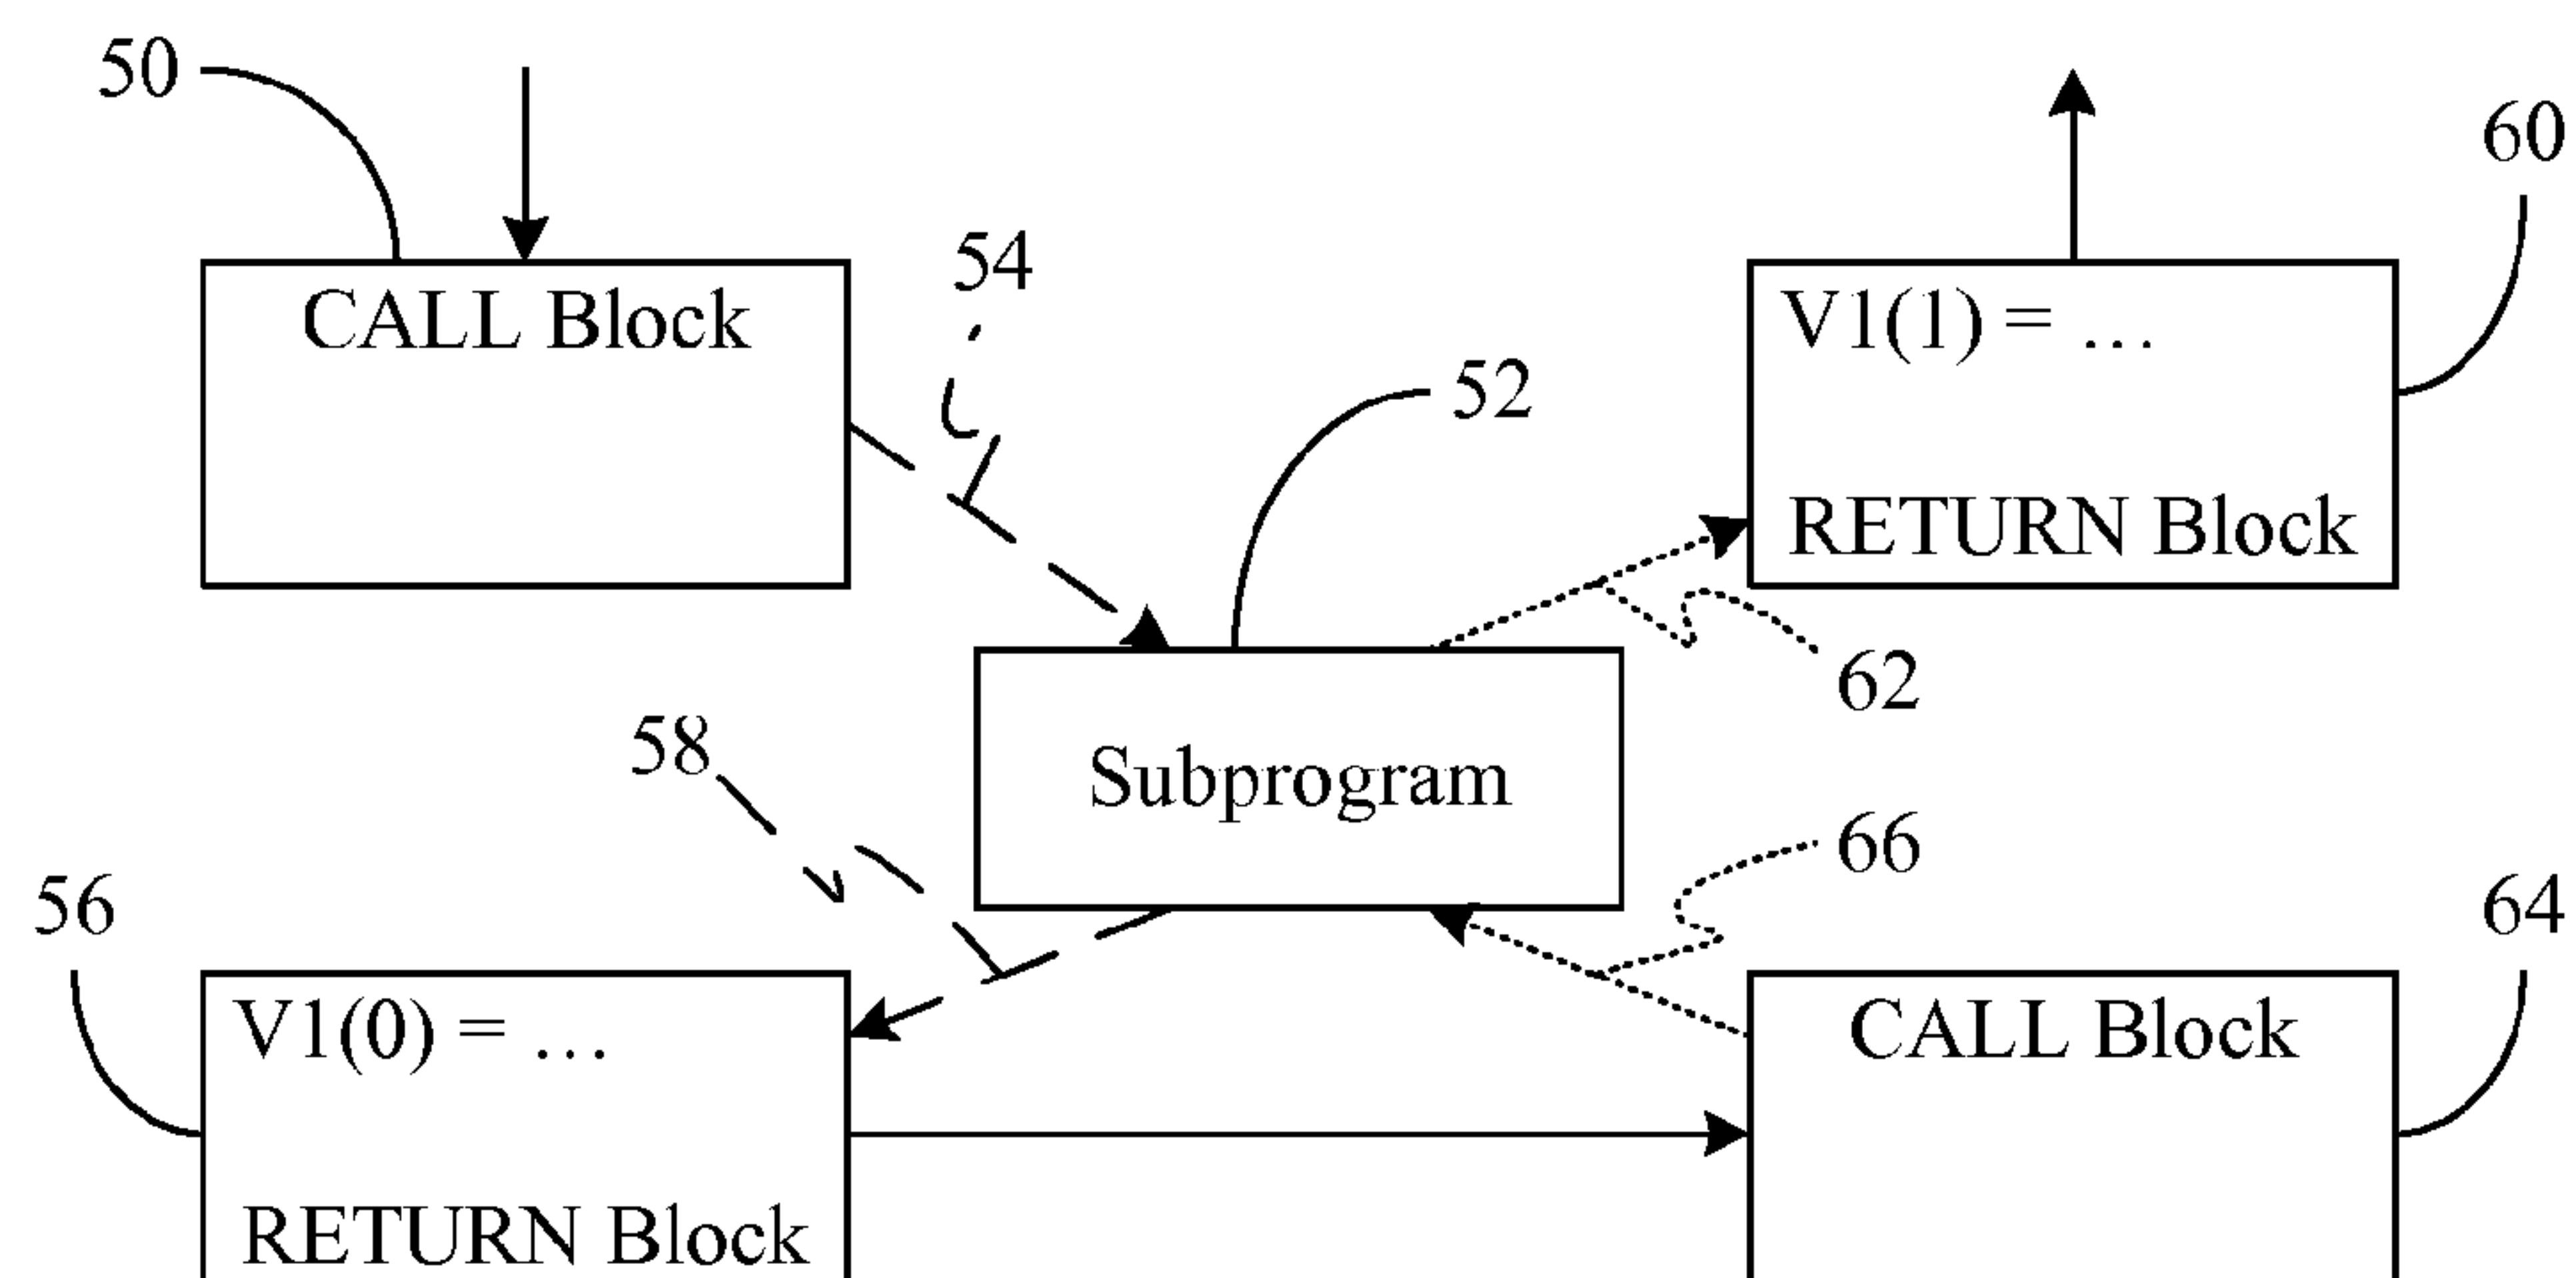 50
60
54
CALL Block
V1(1) = ...
52
RETURN Block
62
58
Subprogram
66
56
64
V1(0) = ...
CALL Block
RETURN Block